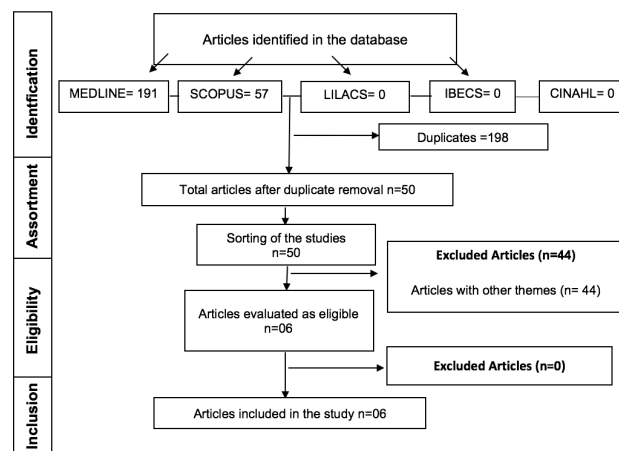 Identification
Articles identified in the database
MEDLINE= 191
SCOPUS= 57
LILACS= 0
IBECS= 0
CINAHL= 0
Duplicates =198
Assortment
Total articles after duplicate removal n=50
Sorting of the studies
n=50
Eligibility
Excluded Articles (n=44)
Articles with other themes (n= 44)
Articles evaluated as eligible
n=06
Excluded Articles (n=0)
Inclusion
Articles included in the study n=06